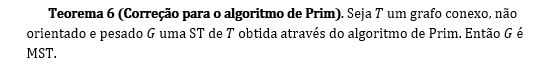 Teorema 6 (Correção para o algoritmo de Prim). Seja T um grafo conexo, não
orientado e pesado G uma ST de T obtida através do algoritmo de Prim. Então G é
MST.